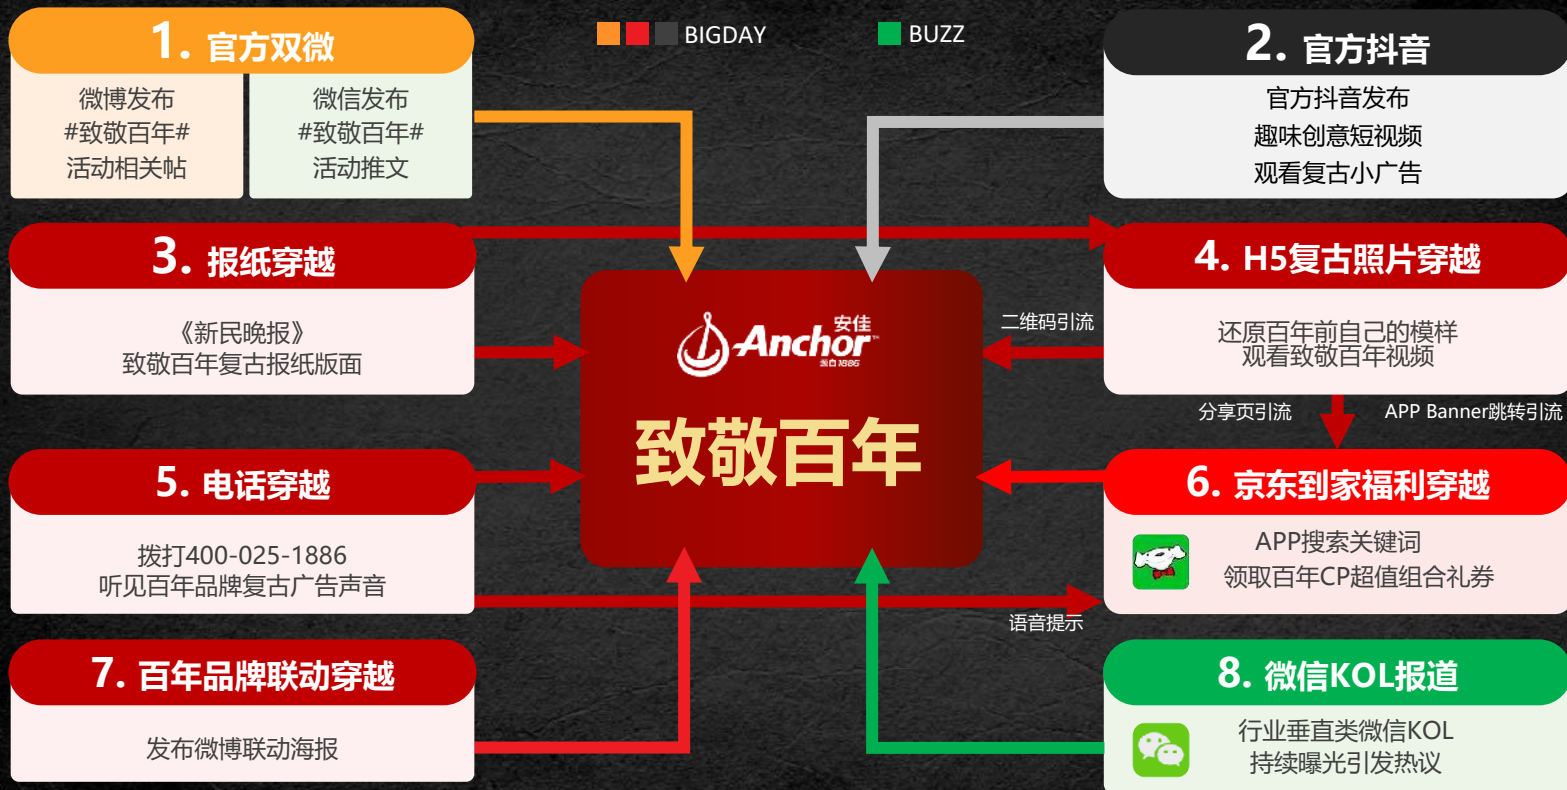 1. 官方双微
BIGDAY
BUZZ
2. 官方抖音
微博发布
#致敬百年#
活动相关帖
微信发布
#致敬百年#
活动推文
官方抖音发布
趣味创意短视频
观看复古小广告
3. 报纸穿越
《新民晚报》
致敬百年复古报纸版面
4. H5复古照片穿越
还原百年前自己的模样
观看致敬百年视频
二维码引流
安佳
Anchor™
源自1886
致敬百年
分享页引流
APP Banner跳转引流
5. 电话穿越
拨打400-025-1886
听见百年品牌复古广告声音
6. 京东到家福利穿越
APP搜索关键词
领取百年CP超值组合礼券
语音提示
7. 百年品牌联动穿越
发布微博联动海报
8. 微信KOL报道
行业垂直类微信KOL
持续曝光引发热议